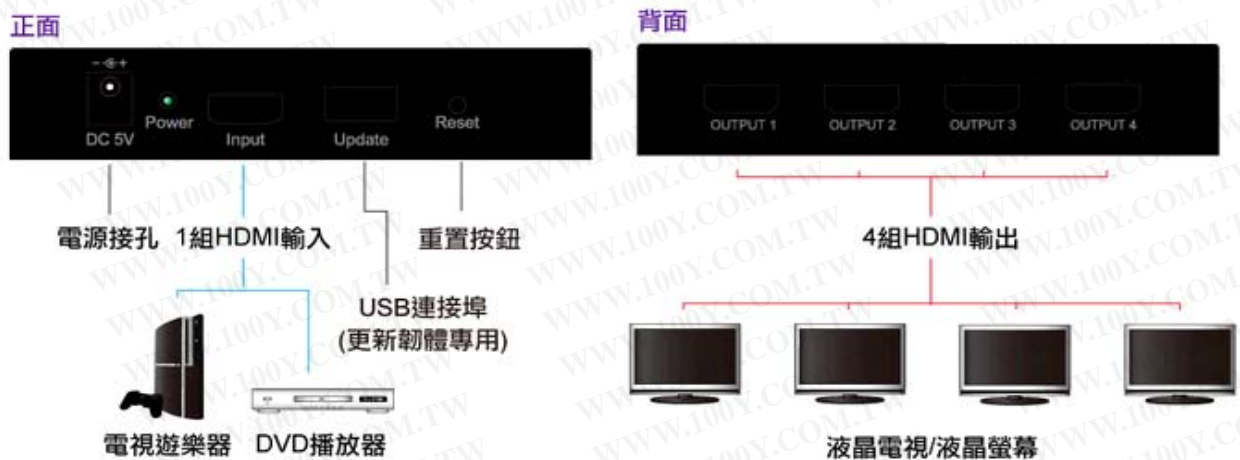 正面
背面
DC 5V
Power
Input
Update
Reset
OUTPUT 1
OUTPUT 2
OUTPUT 3
OUTPUT 4
電源接孔
1組HDMI輸入
重置按鈕
USB連接埠
(更新韌體專用)
4組HDMI輸出
電視遊樂器
DVD播放器
液晶電視/液晶螢幕
WWW.100Y.COM.TW